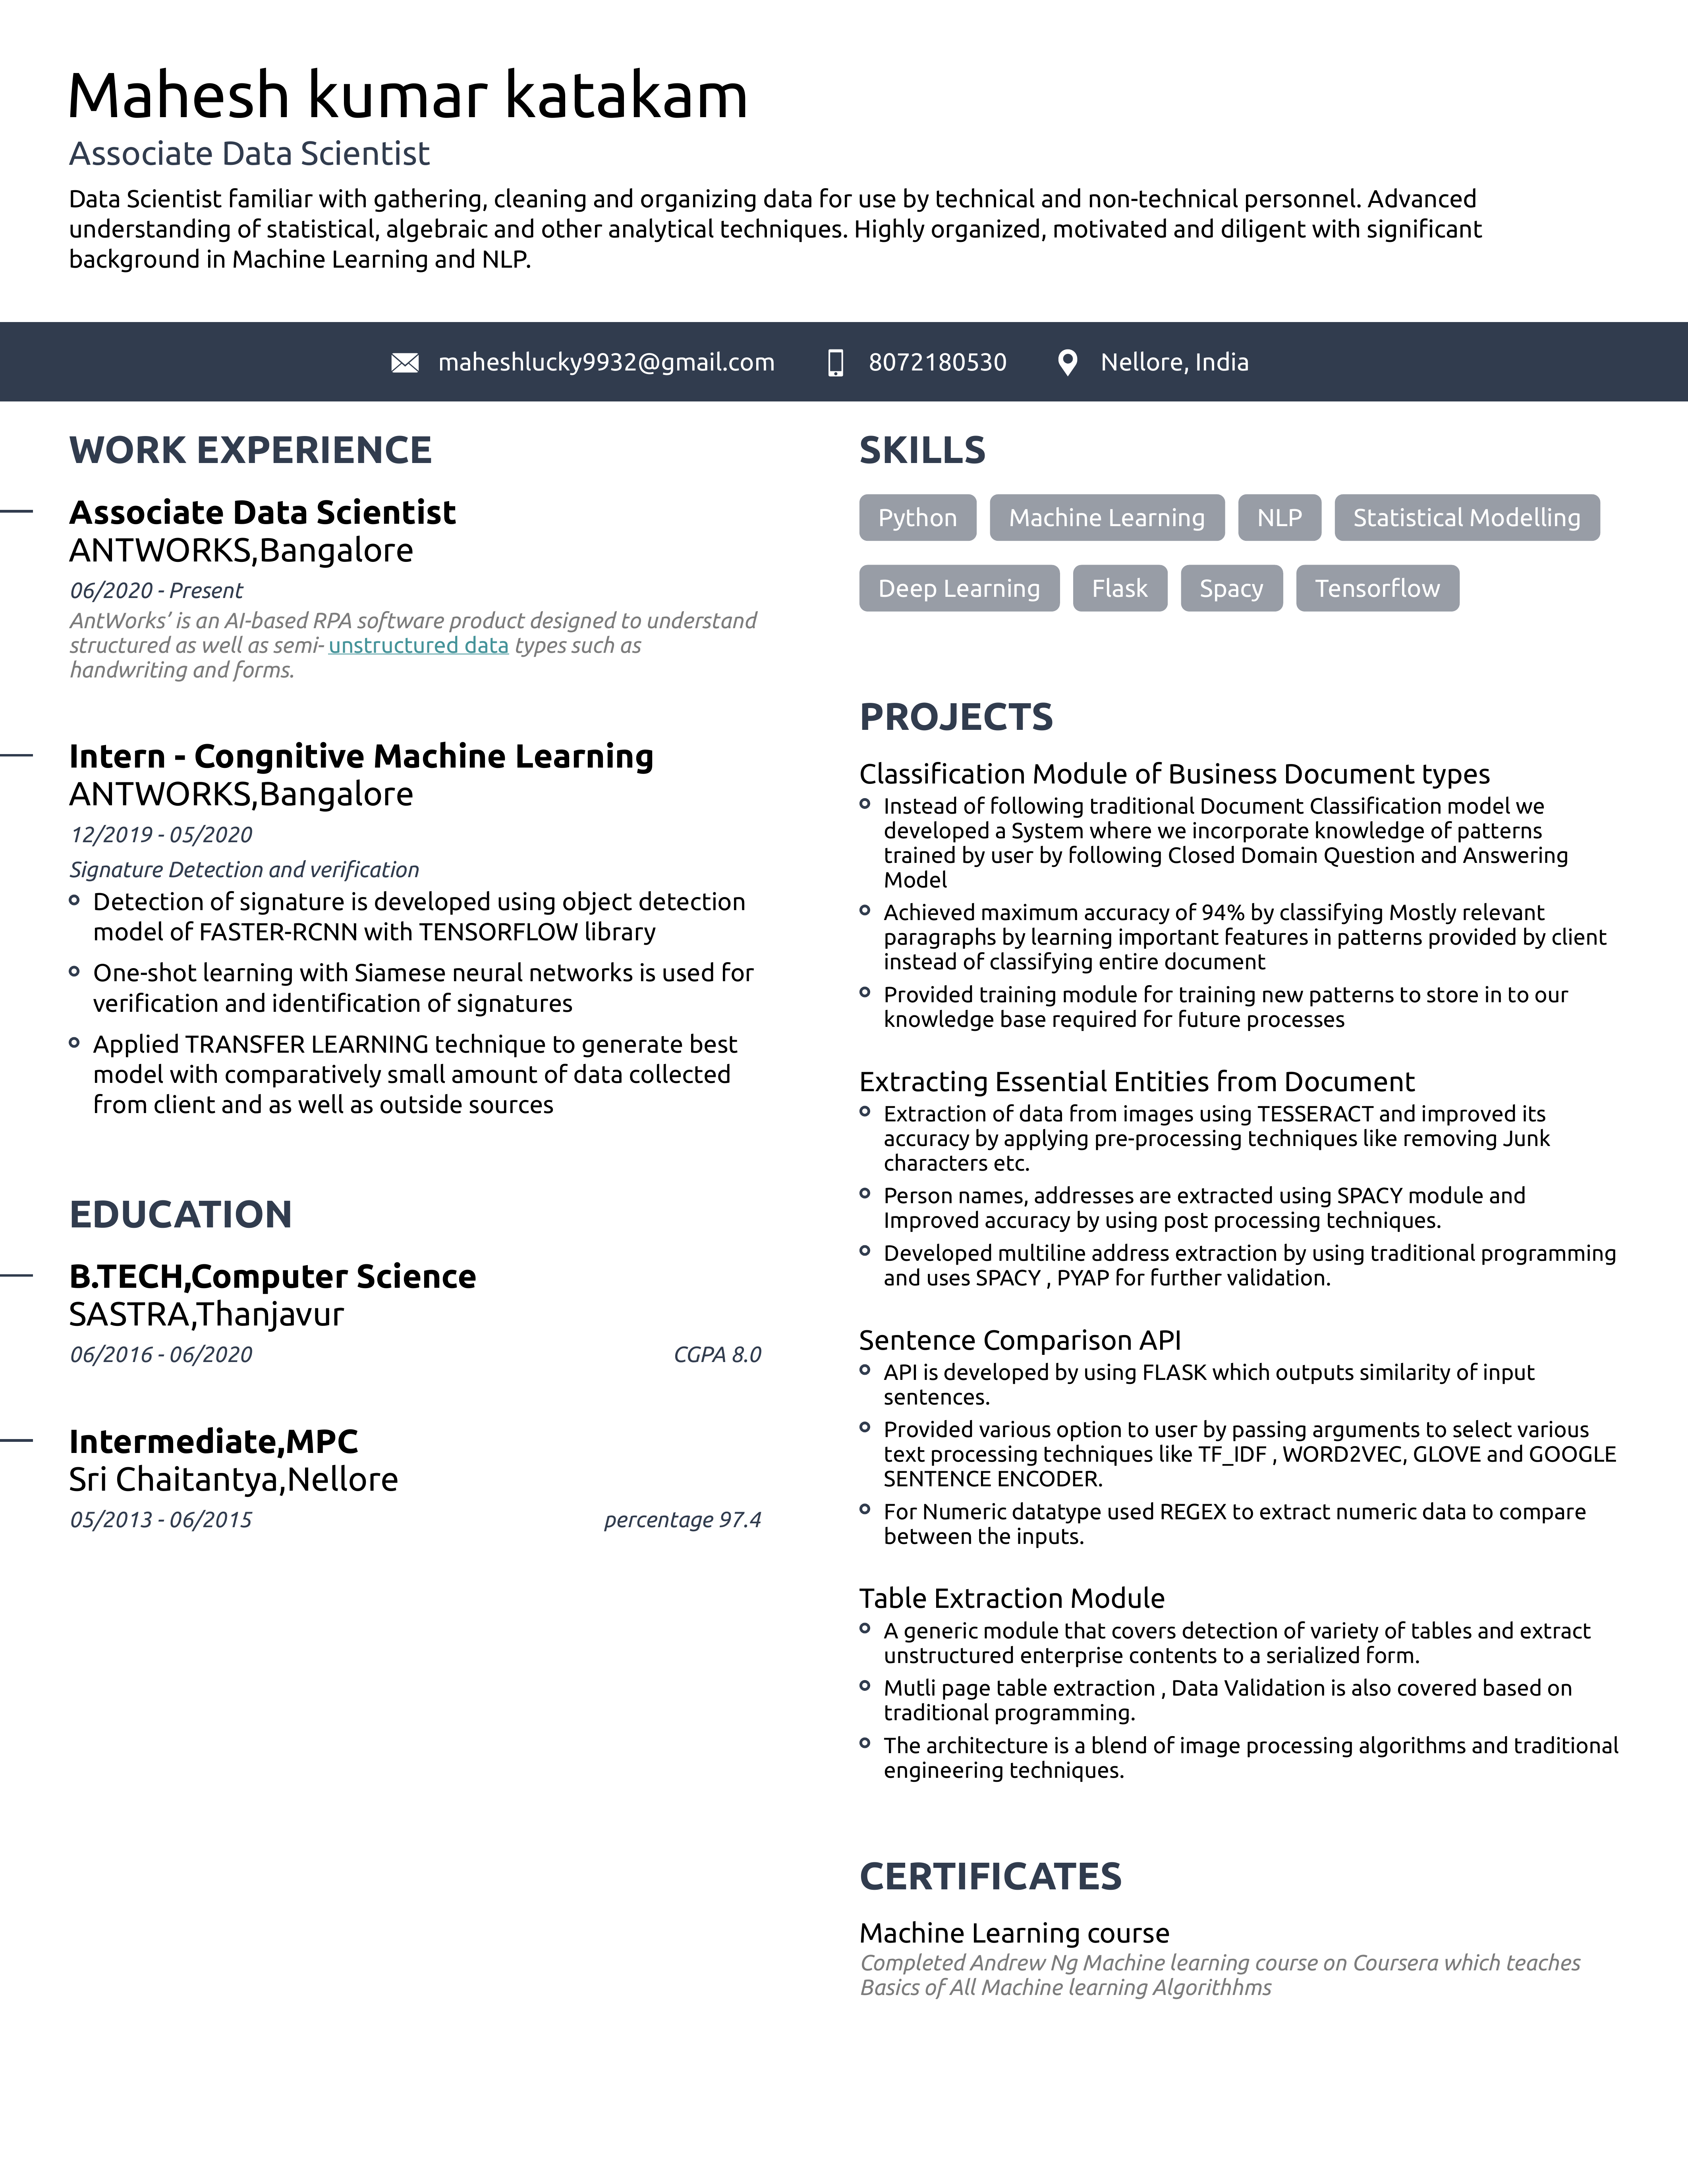 Mahesh kumar katakam
Associate Data Scientist
Data Scientist familiar with gathering, cleaning and organizing data for use by technical and non-technical personnel. Advanced
understanding of statistical, algebraic and other analytical techniques. Highly organized, motivated and diligent with significant
background in Machine Learning and NLP.
maheshlucky9932@gmail.com 8072180530 Nellore, India
WORK EXPERIENCE
Associate Data Scientist
ANTWORKS,Bangalore
06/2020 - Present
AntWorks’ is an AI-based RPA software product designed to understand
structured as well as semi- unstructured data types such as
handwriting and forms.
Intern - Congnitive Machine Learning
ANTWORKS,Bangalore
12/2019 - 05/2020
Signature Detection and verification
Detection of signature is developed using object detection
model of FASTER-RCNN with TENSORFLOW library
One-shot learning with Siamese neural networks is used for
verification and identification of signatures
Applied TRANSFER LEARNING technique to generate best
model with comparatively small amount of data collected
from client and as well as outside sources
EDUCATION
B.TECH,Computer Science
SASTRA,Thanjavur
06/2016 - 06/2020 CGPA 8.0
Intermediate,MPC
Sri Chaitantya,Nellore
05/2013 - 06/2015 percentage 97.4
SKILLS
Python Machine Learning NLP Statistical Modelling
Deep Learning Flask Spacy Tensorflow
PROJECTS
Classification Module of Business Document types
Instead of following traditional Document Classification model we
developed a System where we incorporate knowledge of patterns
trained by user by following Closed Domain Question and Answering
Model
Achieved maximum accuracy of 94% by classifying Mostly relevant
paragraphs by learning important features in patterns provided by client
instead of classifying entire document
Provided training module for training new patterns to store in to our
knowledge base required for future processes
Extracting Essential Entities from Document
Extraction of data from images using TESSERACT and improved its
accuracy by applying pre-processing techniques like removing Junk
characters etc.
Person names, addresses are extracted using SPACY module and
Improved accuracy by using post processing techniques.
Developed multiline address extraction by using traditional programming
and uses SPACY , PYAP for further validation.
Sentence Comparison API
API is developed by using FLASK which outputs similarity of input
sentences.
Provided various option to user by passing arguments to select various
text processing techniques like TF_IDF , WORD2VEC, GLOVE and GOOGLE
SENTENCE ENCODER.
For Numeric datatype used REGEX to extract numeric data to compare
between the inputs.
Table Extraction Module
A generic module that covers detection of variety of tables and extract
unstructured enterprise contents to a serialized form.
Mutli page table extraction , Data Validation is also covered based on
traditional programming.
The architecture is a blend of image processing algorithms and traditional
engineering techniques.
CERTIFICATES
Machine Learning course
Completed Andrew Ng Machine learning course on Coursera which teaches
Basics of All Machine learning Algorithhms